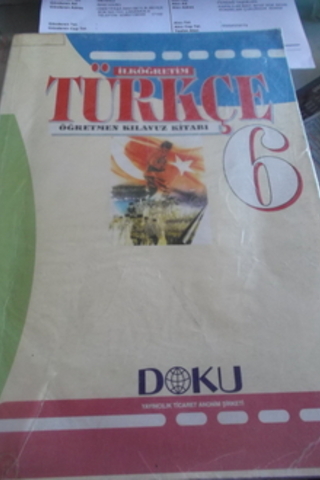 İLKÖĞRETİM
TÜRKÇE
ÖĞRETMEN KILAVUZ KİTABI
6
DOKU
YAYINCILIK TİCARET ANONİM ŞİRKETİ